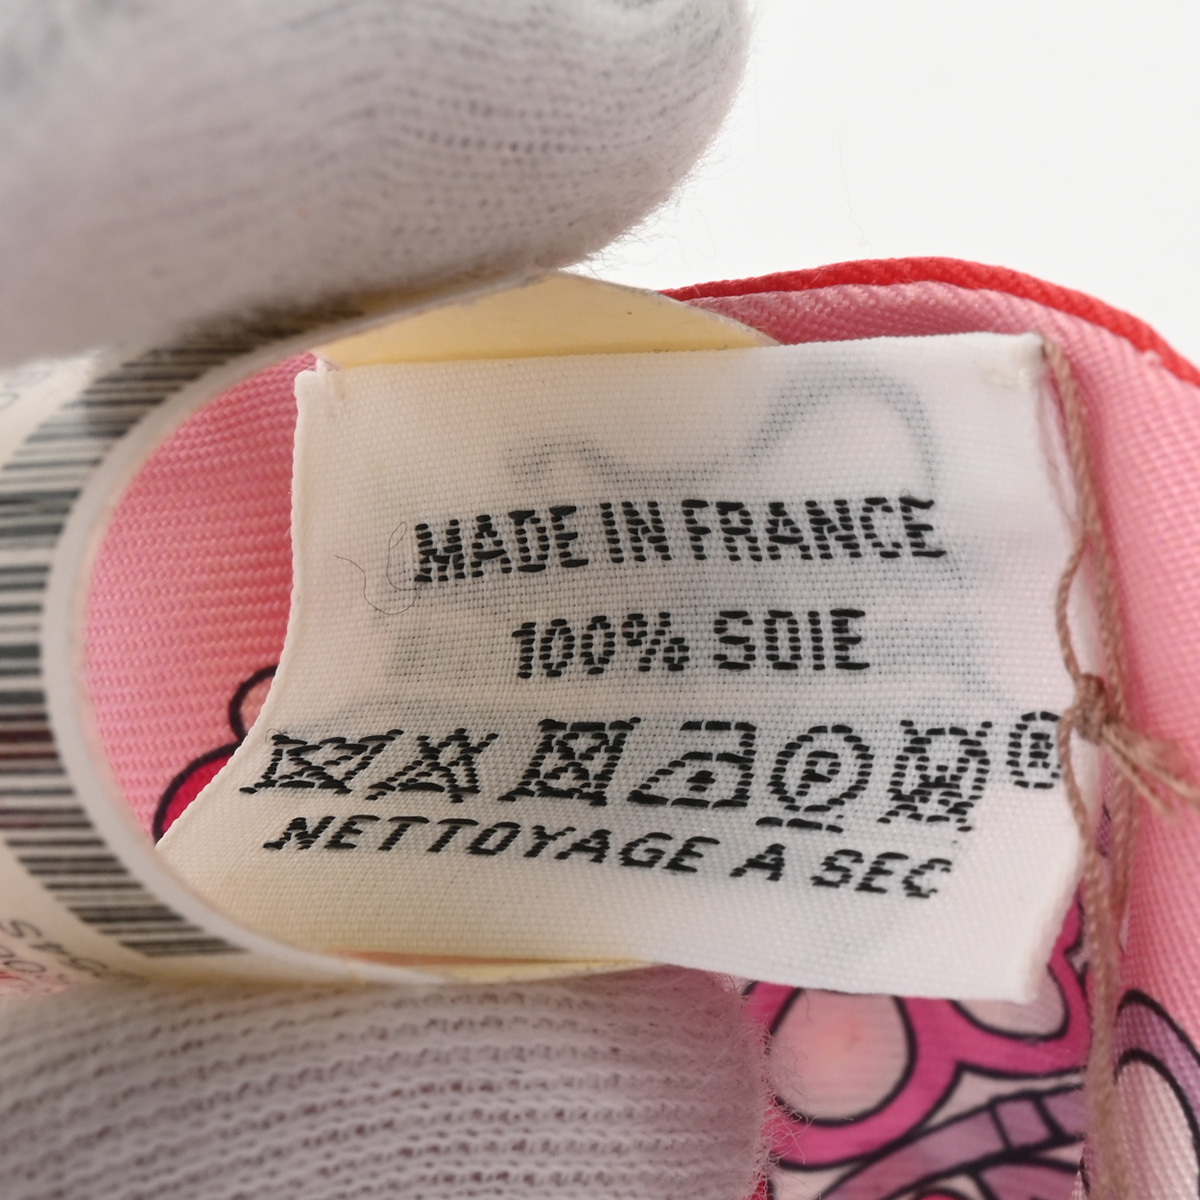 MADE IN FRANCE
100% SOIE
P
®
NETTOYAGE A SEC